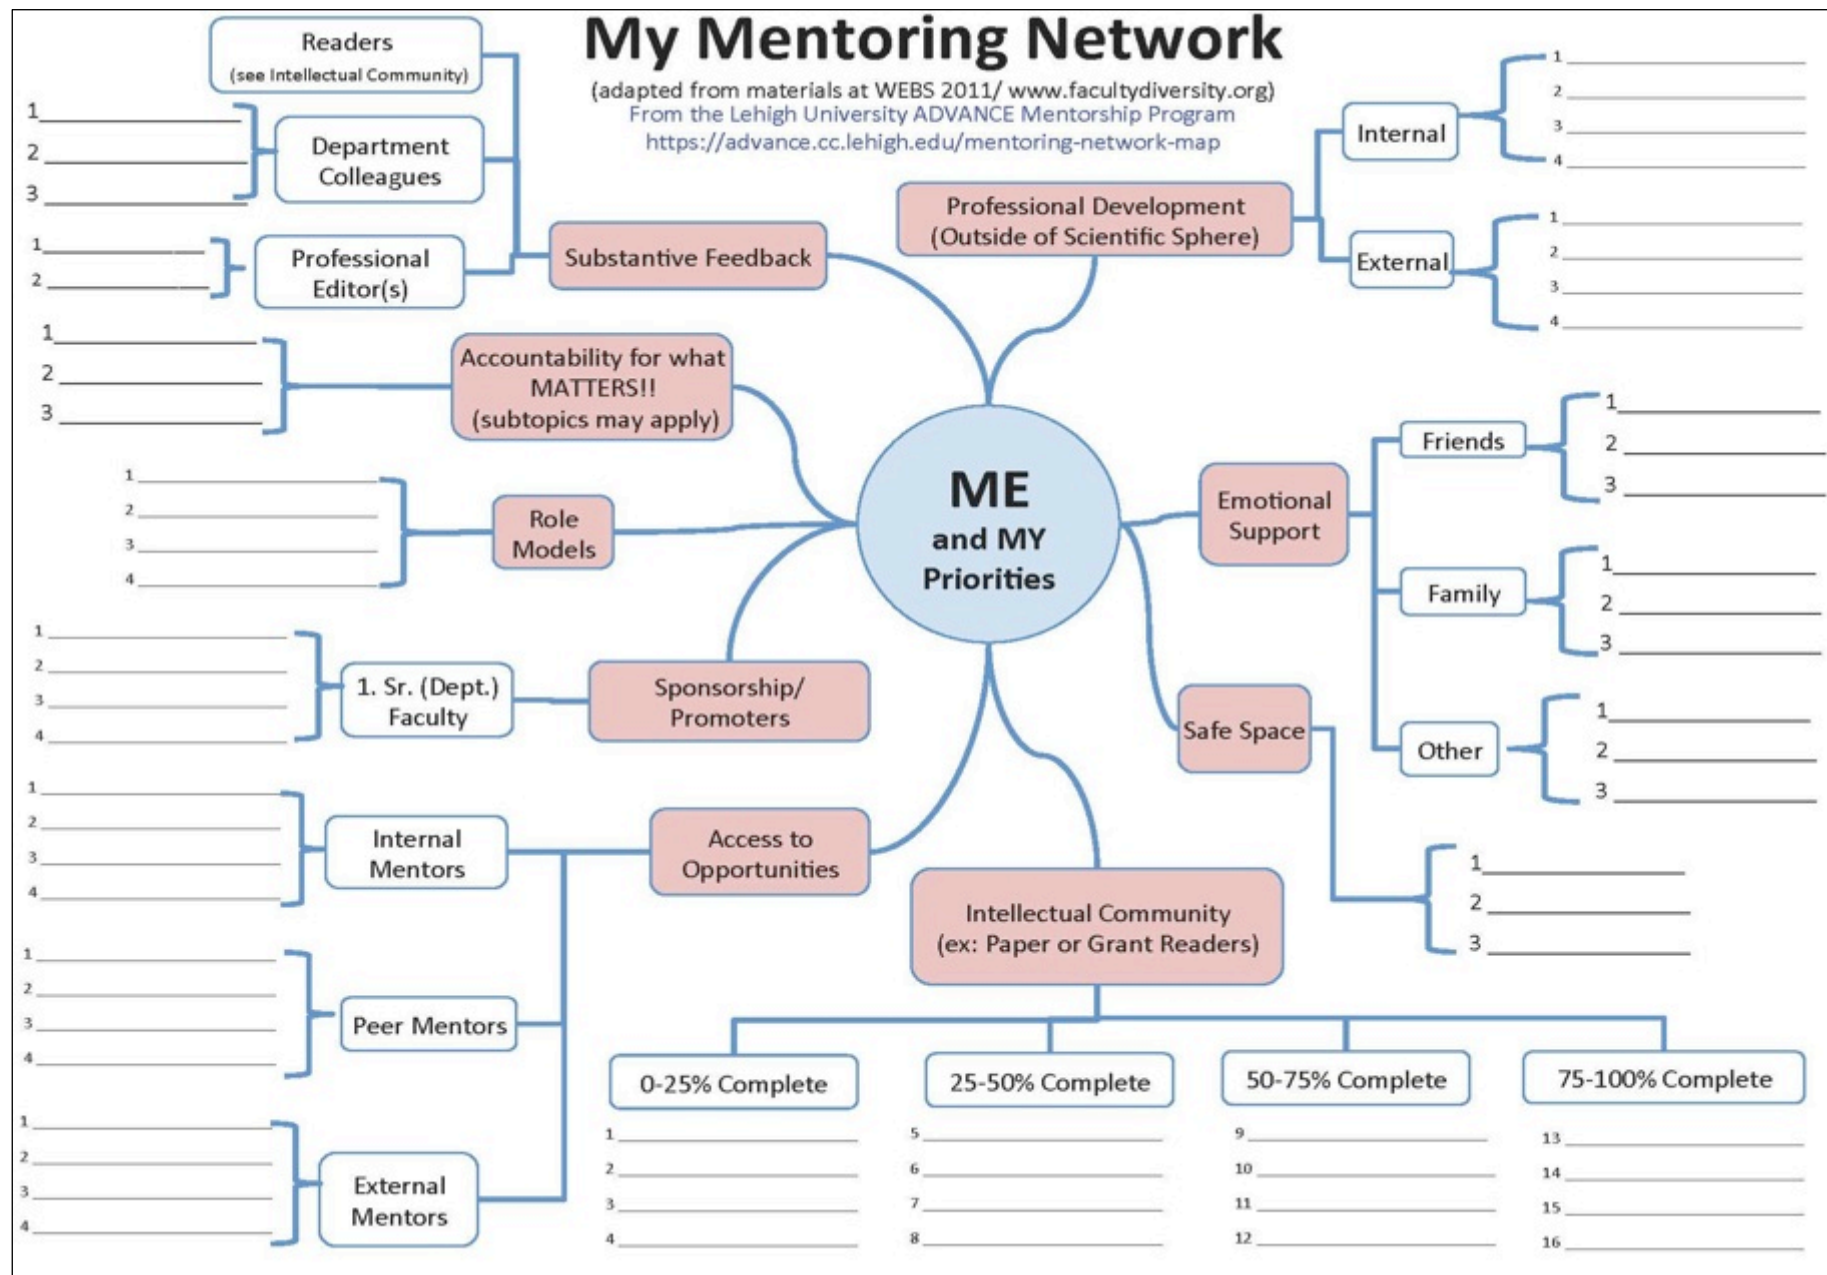 My Mentoring Network
(adapted from materials at WEBS 2011/ www.facultydiversity.org)
From the Lehigh University ADVANCE Mentorship Program
https://advance.cc.lehigh.edu/mentoring-network-map
Readers
(see Intellectual Community)
1
2
3
Department
Colleagues
1
2
Professional
Editor(s)
Substantive Feedback
1
2
3
Accountability for what
MATTERS!!
(subtopics may apply)
1
2
3
4
Role
Models
1
2
3
4
1. Sr. (Dept.)
Faculty
Sponsorship/
Promoters
1
2
3
4
Internal
Mentors
Access to
Opportunities
1
2
3
4
Peer Mentors
1
2
3
4
External
Mentors
ME
and MY
Priorities
Professional Development
(Outside of Scientific Sphere)
Internal
1
2
3
4
External
1
2
3
4
Emotional
Support
Friends
1
2
3
Family
1
2
3
Other
1
2
3
Safe Space
1
2
3
Intellectual Community
(ex: Paper or Grant Readers)
0-25% Complete
1
2
3
4
25-50% Complete
5
6
7
8
50-75% Complete
9
10
11
12
75-100% Complete
13
14
15
16